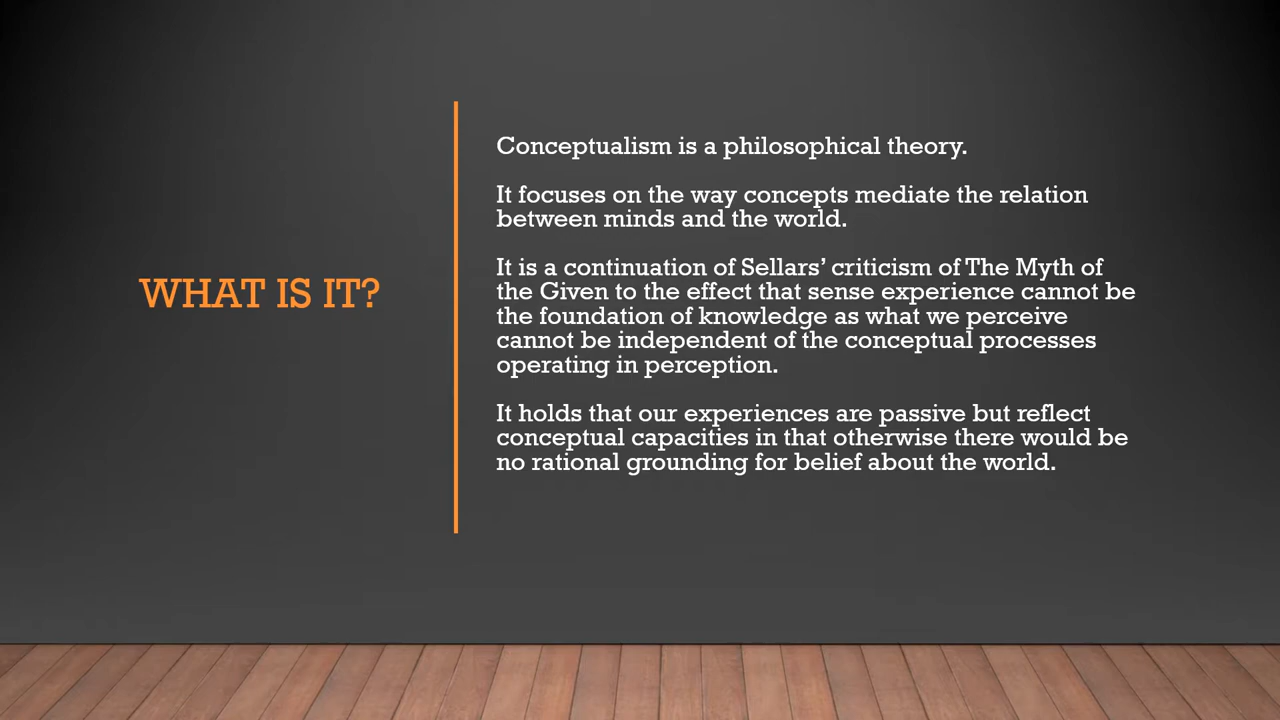 WHAT IS IT?
Conceptualism is a philosophical theory.
It focuses on the way concepts mediate the relation
between minds and the world.
It is a continuation of Sellars’ criticism of The Myth of
the Given to the effect that sense experience cannot be
the foundation of knowledge as what we perceive
cannot be independent of the conceptual processes
operating in perception.
It holds that our experiences are passive but reflect
conceptual capacities in that otherwise there would be
no rational grounding for belief about the world.